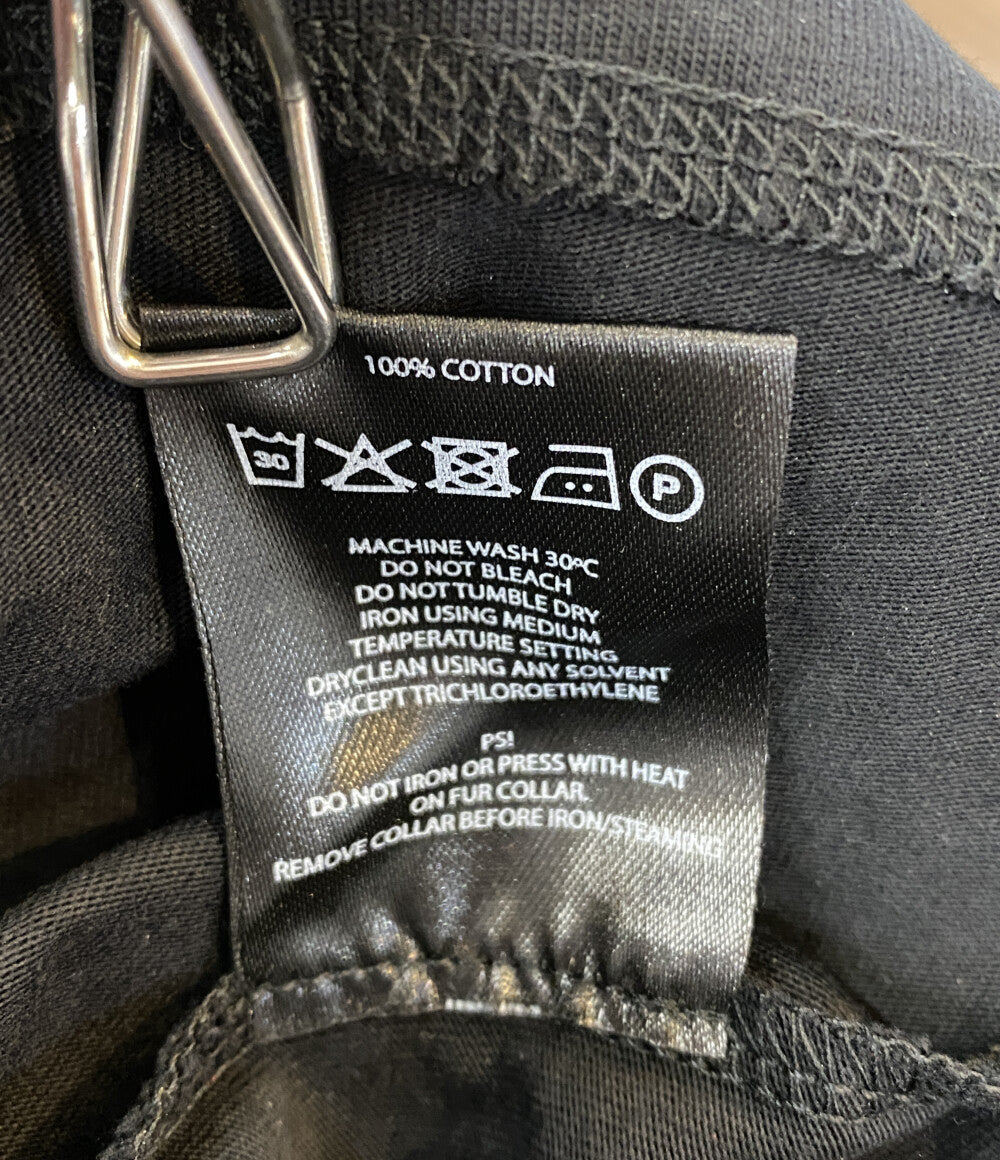 100% COTTON
30
P
MACHINE WASH 30ºC
DO NOT BLEACH
DO NOT TUMBLE DRY
IRON USING MEDIUM
TEMPERATURE SETTING
DRYCLEAN USING ANY SOLVENT
EXCEPT TRICHLOROETHYLENE
PS!
DO NOT IRON OR PRESS WITH HEAT
ON FUR COLLAR.
REMOVE COLLAR BEFORE IRON/STEAMING